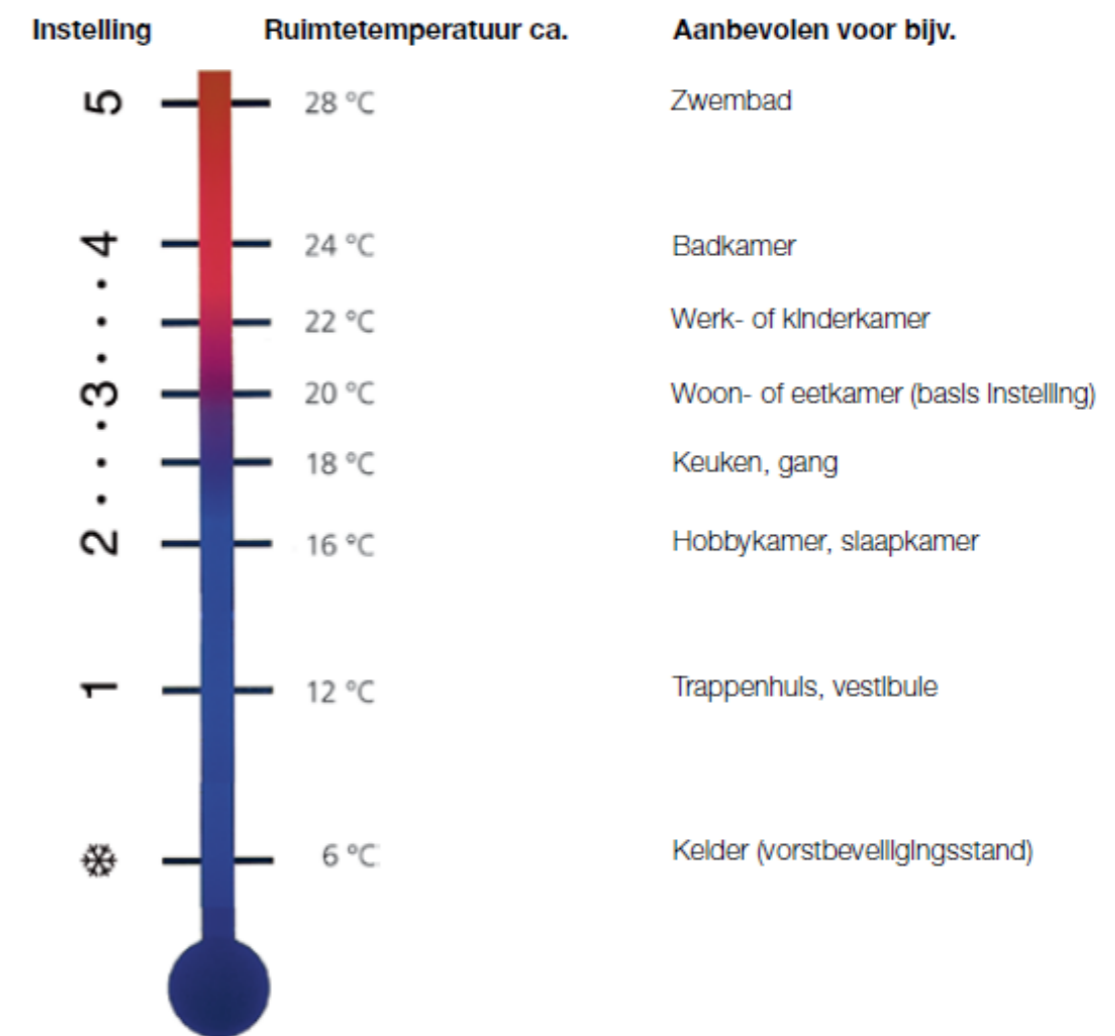 Instelling Ruimtetemperatuur ca. Aanbevolen voor bijv.
5 28 °C Zwembad
4 24 °C Badkamer
22 °C Werk- of kinderkamer
3 20 °C Woon- of eetkamer (basis instelling)
18 °C Keuken, gang
2 16 °C Hobbykamer, slaapkamer
1 12 °C Trappenhuis, vestibule
6 °C Kelder (vorstbeveiligingsstand)